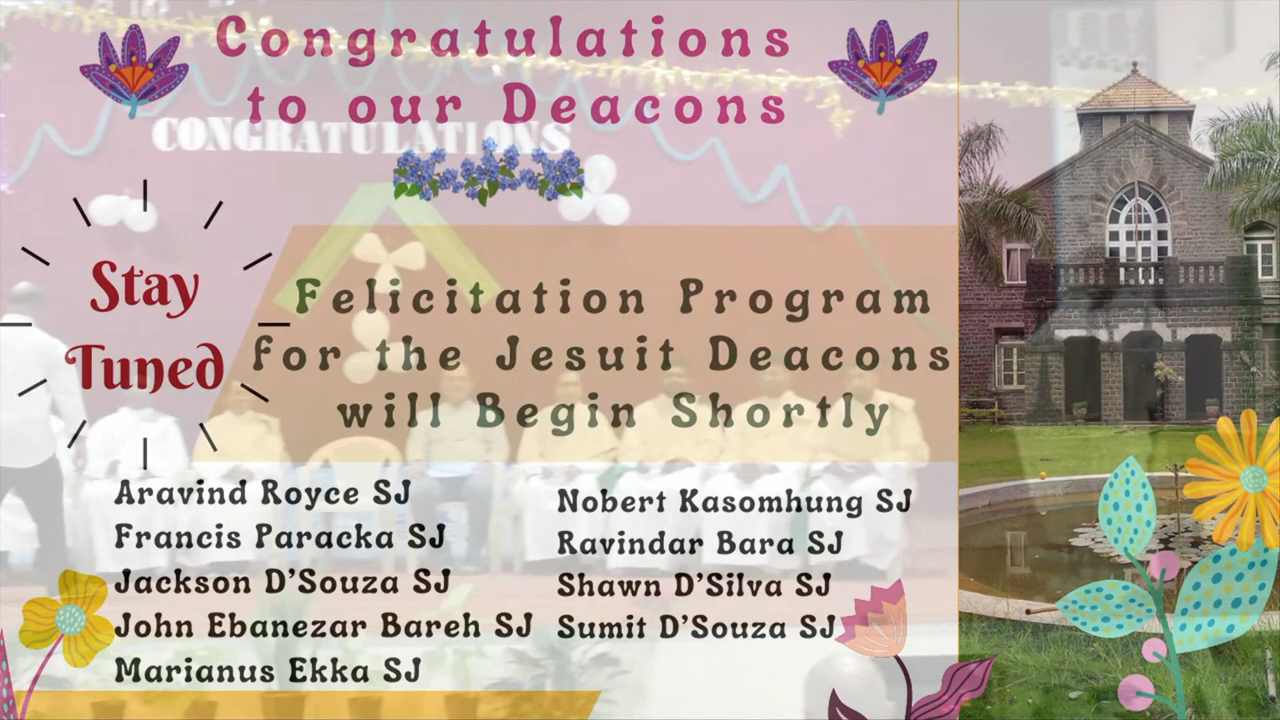 Congratulations
to our Deacons
CONGRATULATIONS
Stay
Tuned
Felicitation Program
for the Jesuit Deacons
will Begin Shortly
Aravind Royce SJ
Francis Paracka SJ
Jackson D'Souza SJ
John Ebanezar Bareh SJ
Marianus Ekka SJ
Nobert Kasomhung SJ
Ravindar Bara SJ
Shawn D'Silva SJ
Sumit D'Souza SJ